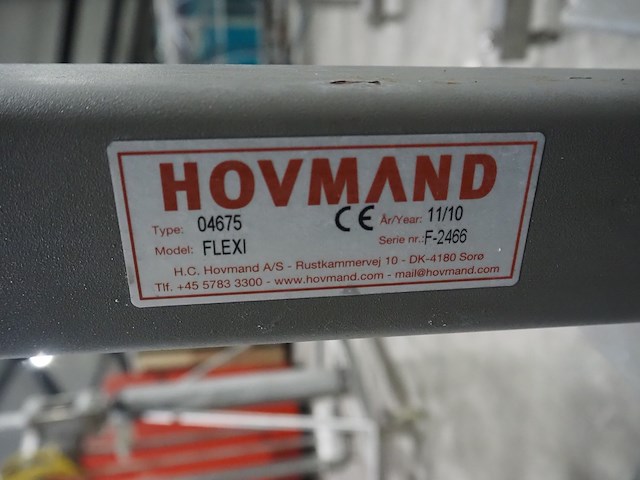 HOVMAND
Type: 04675 CE År/Year: 11/10
Model: FLEXI Serie nr.: F-2466
H.C. Hovmand A/S - Rustkammervej 10 - DK-4180 Sorø
Tlf. +45 5783 3300 - www.hovmand.com - mail@hovmand.com